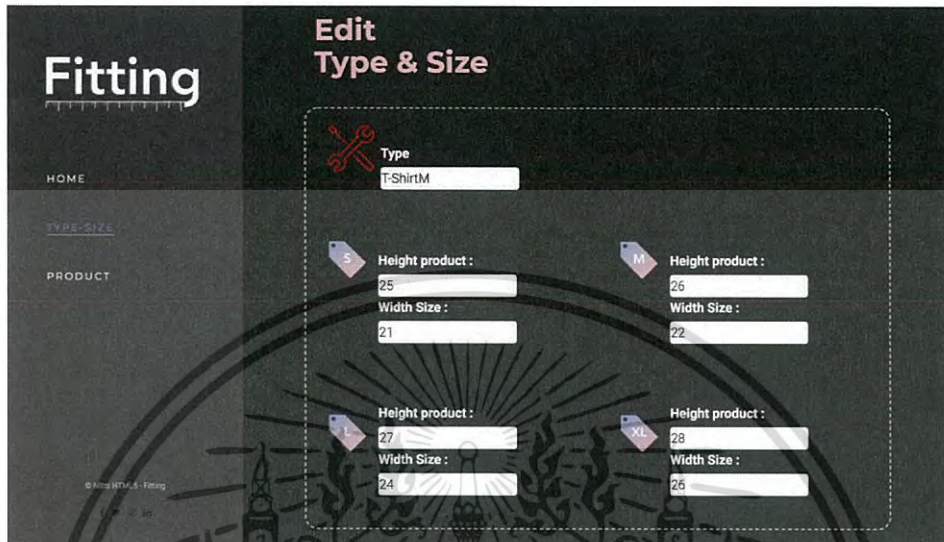 Edit
Type & Size
Fitting
HOME
TYPE-SIZE
PRODUCT
Type
T-ShirtM
S
Height product :
25
Width Size :
21
M
Height product :
26
Width Size :
22
L
Height product :
27
Width Size :
24
XL
Height product :
28
Width Size :
26
in